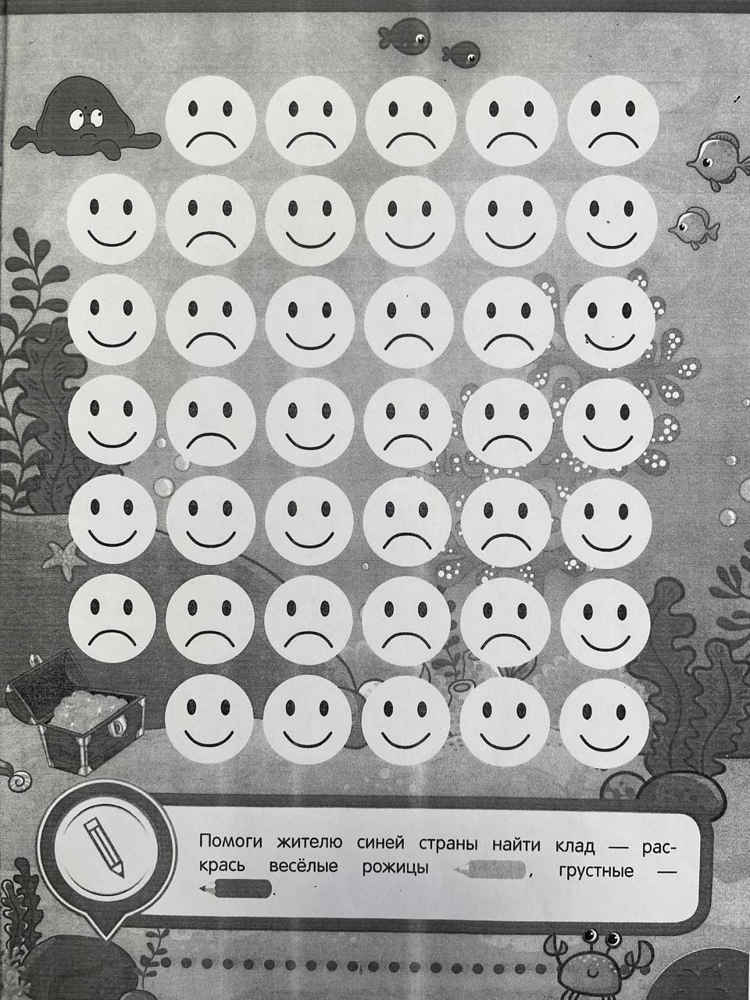 Помоги жителю синей страны найти клад — рас-
крась весёлые рожицы , грустные —
.